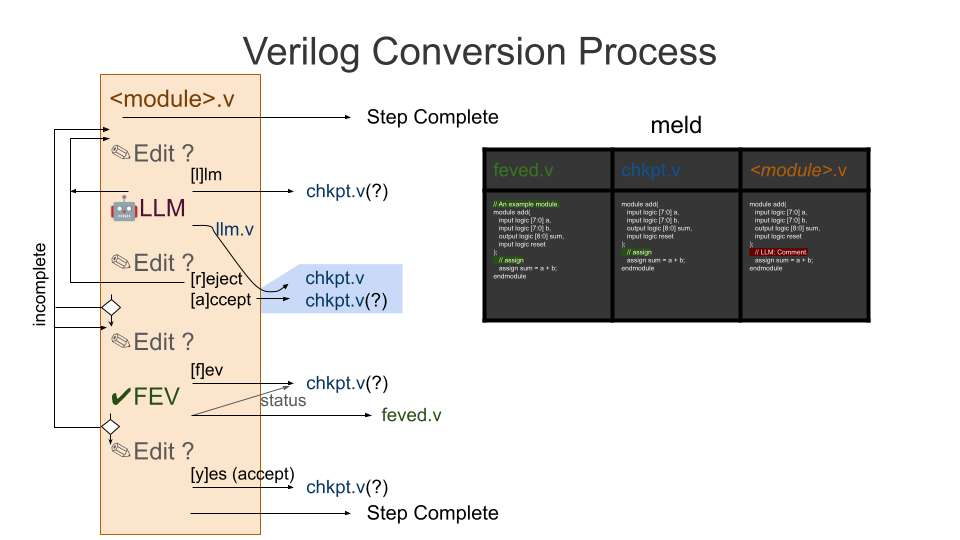 Verilog Conversion Process
<module>.v
Step Complete
✎Edit ?
[l]lm
chkpt.v(?)
🤖LLM
llm.v
✎Edit ?
[r]eject
chkpt.v
[a]ccept
chkpt.v(?)
incomplete
✎Edit ?
[f]ev
chkpt.v(?)
✔FEV
status
feved.v
✎Edit ?
[y]es (accept)
chkpt.v(?)
Step Complete
meld
feved.v
// An example module.
module add(
input logic [7:0] a,
input logic [7:0] b,
output logic [8:0] sum,
input logic reset
);
// assign
assign sum = a + b;
endmodule
chkpt.v
module add(
input logic [7:0] a,
input logic [7:0] b,
output logic [8:0] sum,
input logic reset
);
// assign
assign sum = a + b;
endmodule
<module>.v
module add(
input logic [7:0] a,
input logic [7:0] b,
output logic [8:0] sum,
input logic reset
);
// LLM: Comment.
assign sum = a + b;
endmodule